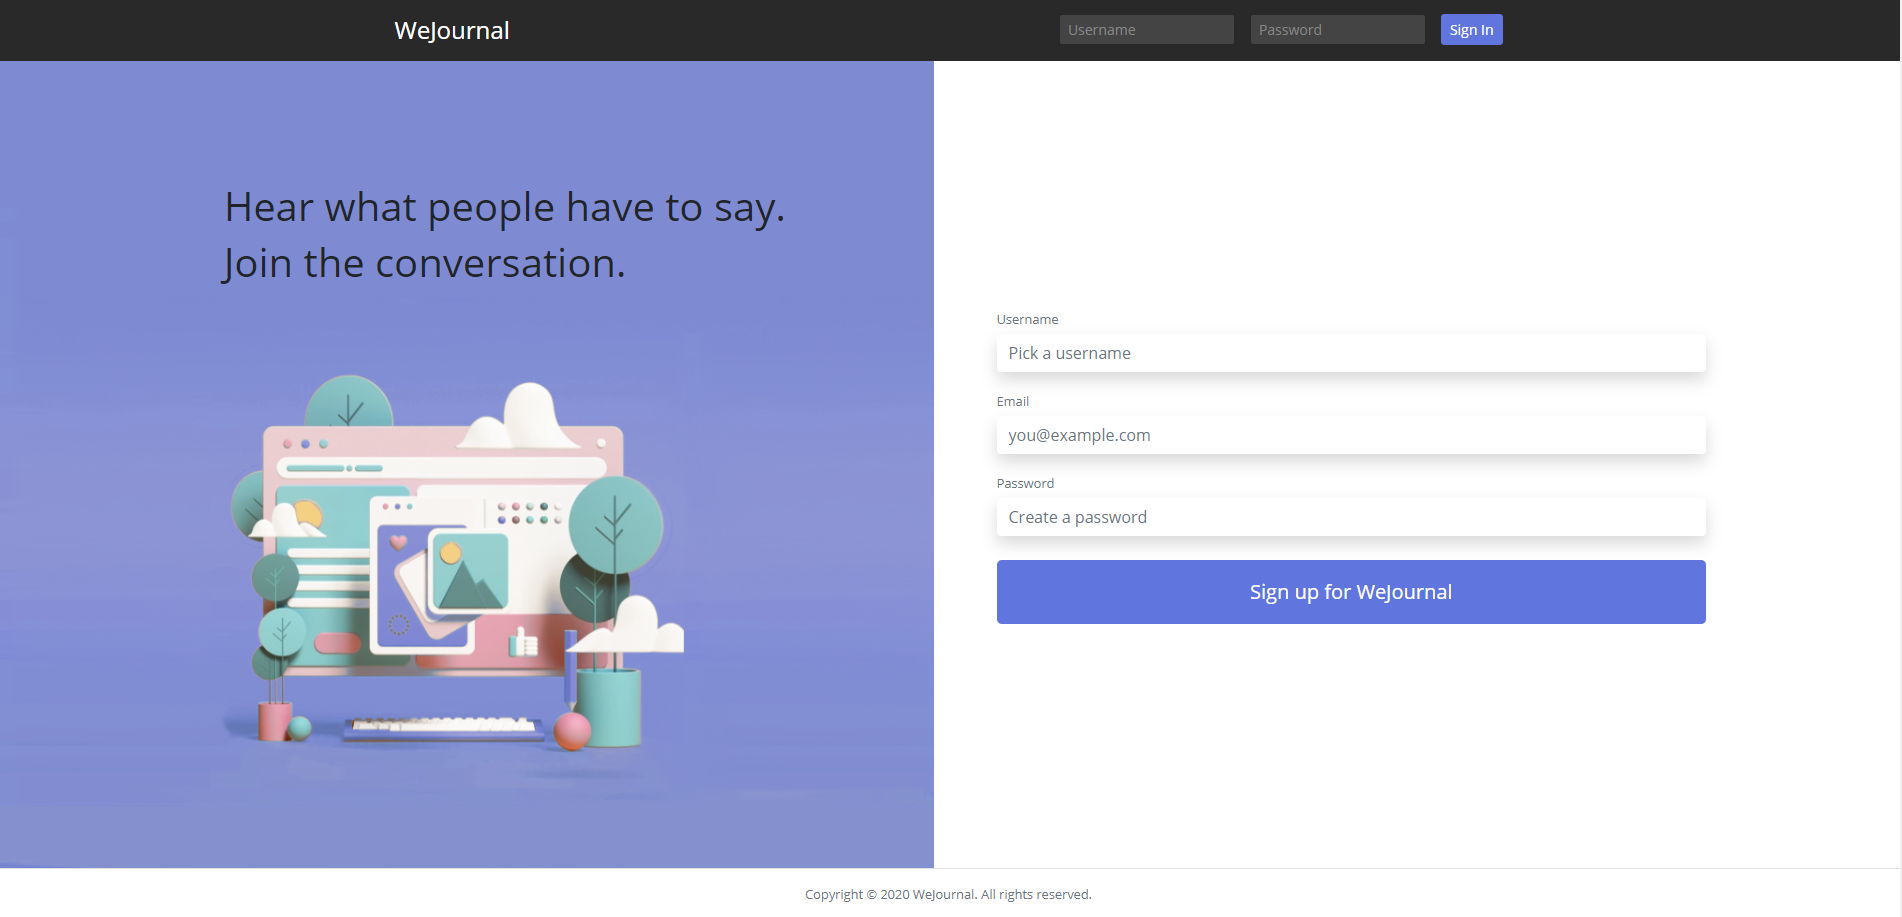 WeJournal
Username
Password
Sign In
Hear what people have to say.
Join the conversation.
Username
Pick a username
Email
you@example.com
Password
Create a password
Sign up for WeJournal
Copyright © 2020 WeJournal. All rights reserved.